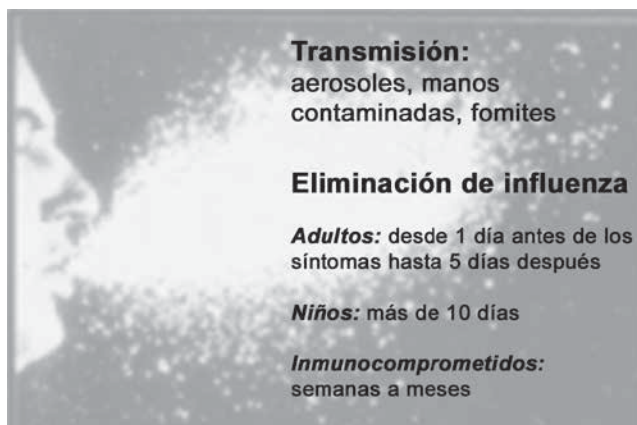 Transmisión:
aerosoles, manos
contaminadas, fomites
Eliminación de influenza
Adultos: desde 1 día antes de los
síntomas hasta 5 días después
Niños: más de 10 días
Inmunocomprometidos:
semanas a meses